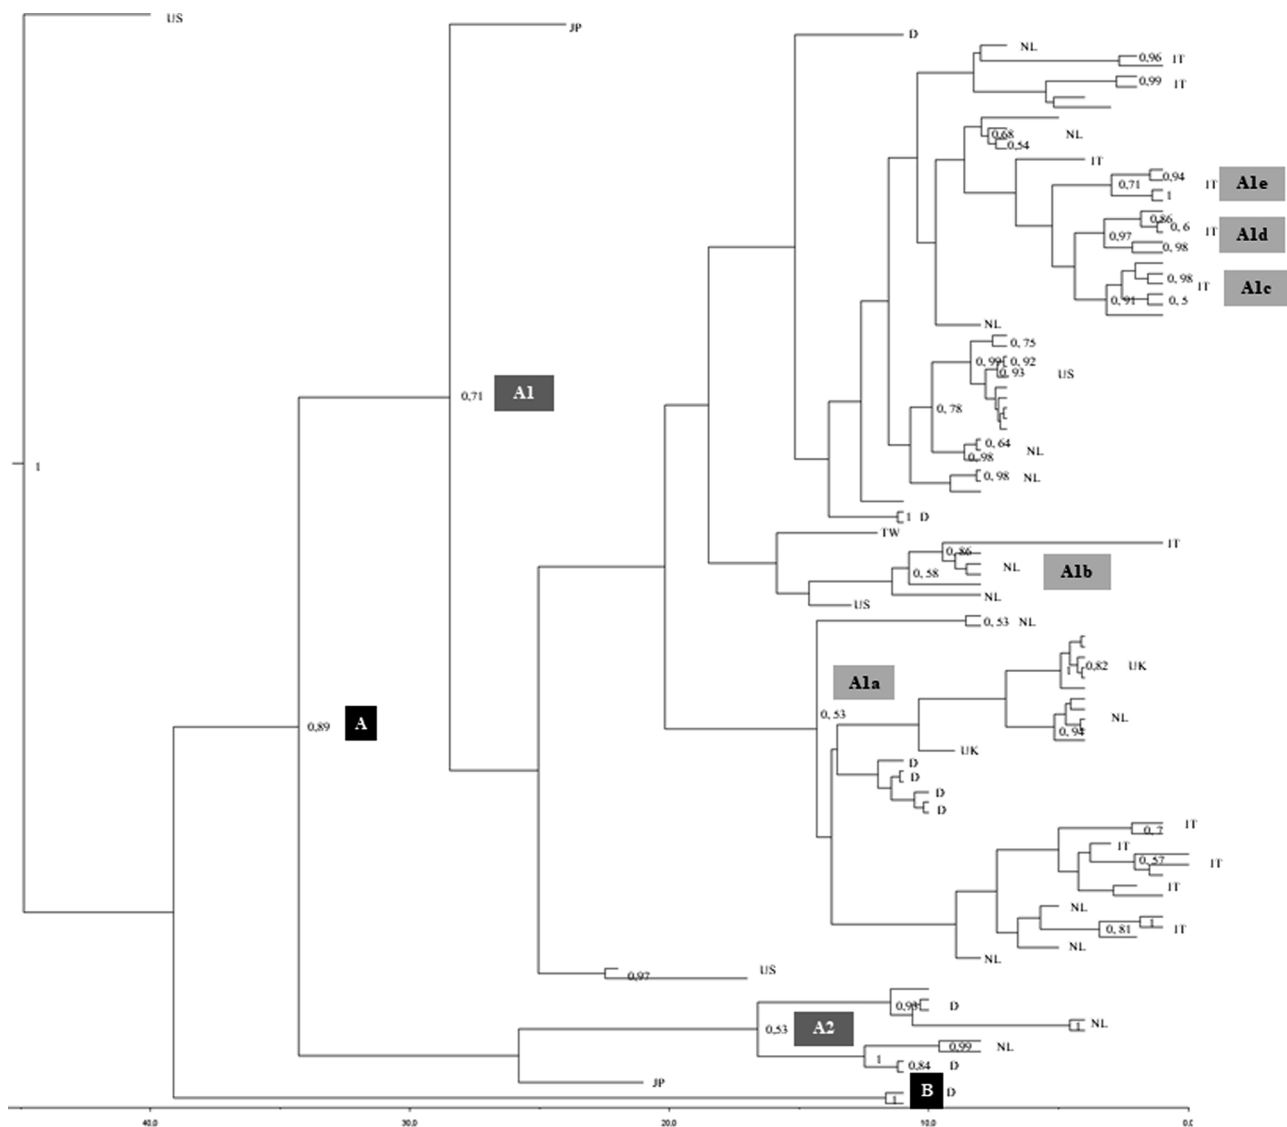 US
JP
D
NL
0,96 IT
0,99 IT
0,68 NL
0,54
IT
0,94
0,71 IT A1e
1
0,86
0, 6
0,97 IT A1d
0, 98
0, 98
IT A1c
0,91 0, 5
NL
0, 75
0,99 0, 92
0, 93 US
0,71 A1
0, 78
0, 64
NL
0, 98
0, 98 NL
1
1 D
TW
IT
0, 86
0, 58 NL A1b
NL
US
0, 53 NL
1 0,82 UK
A1a
0, 53
NL
0,89 A
0, 94
UK
D
D
D
D
0, 7 IT
IT
0, 57 IT
IT
NL
0, 81 1 IT
NL
NL
0,97 US
0,93 D
0,53 A2
1 NL
0,99 NL
1 0,84 D
JP
1 B D
40,0 30,0 20,0 10,0 0,0